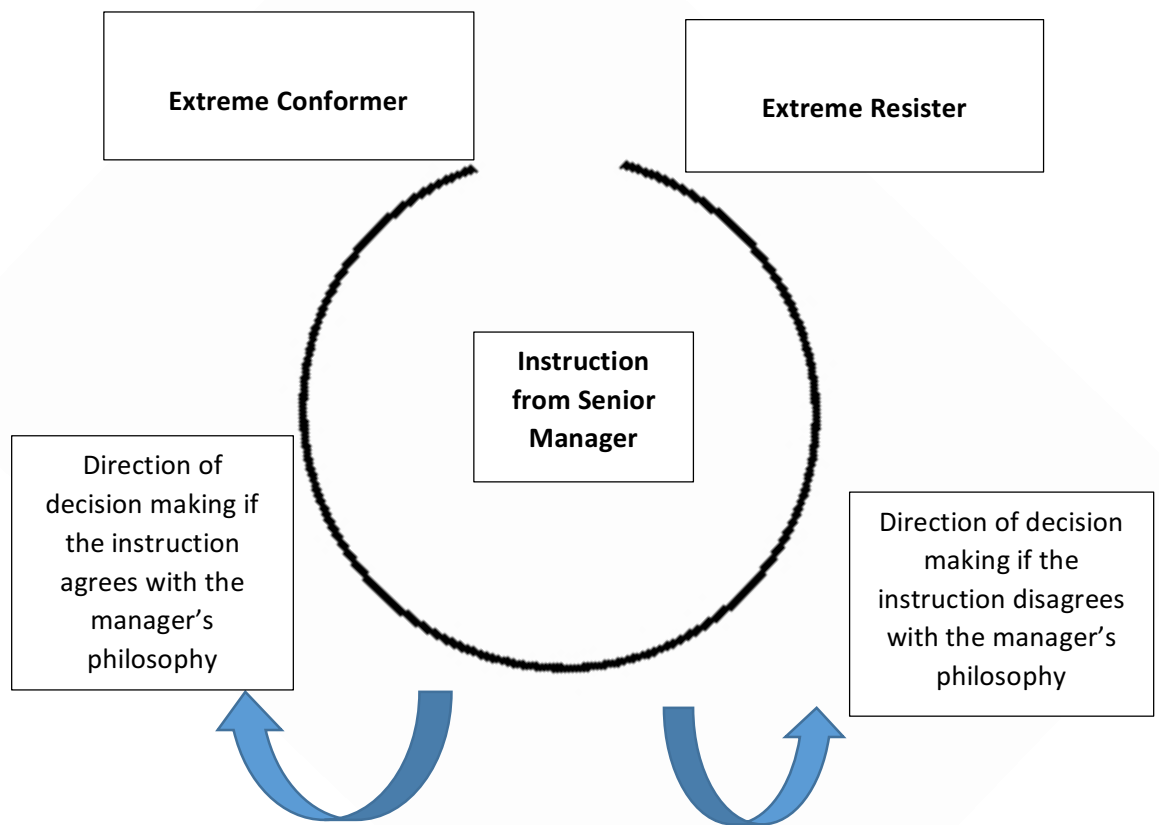 Extreme Conformer
Extreme Resister
Instruction
from Senior
Manager
Direction of
decision making if
the instruction
agrees with the
manager’s
philosophy
Direction of decision
making if the
instruction disagrees
with the manager’s
philosophy